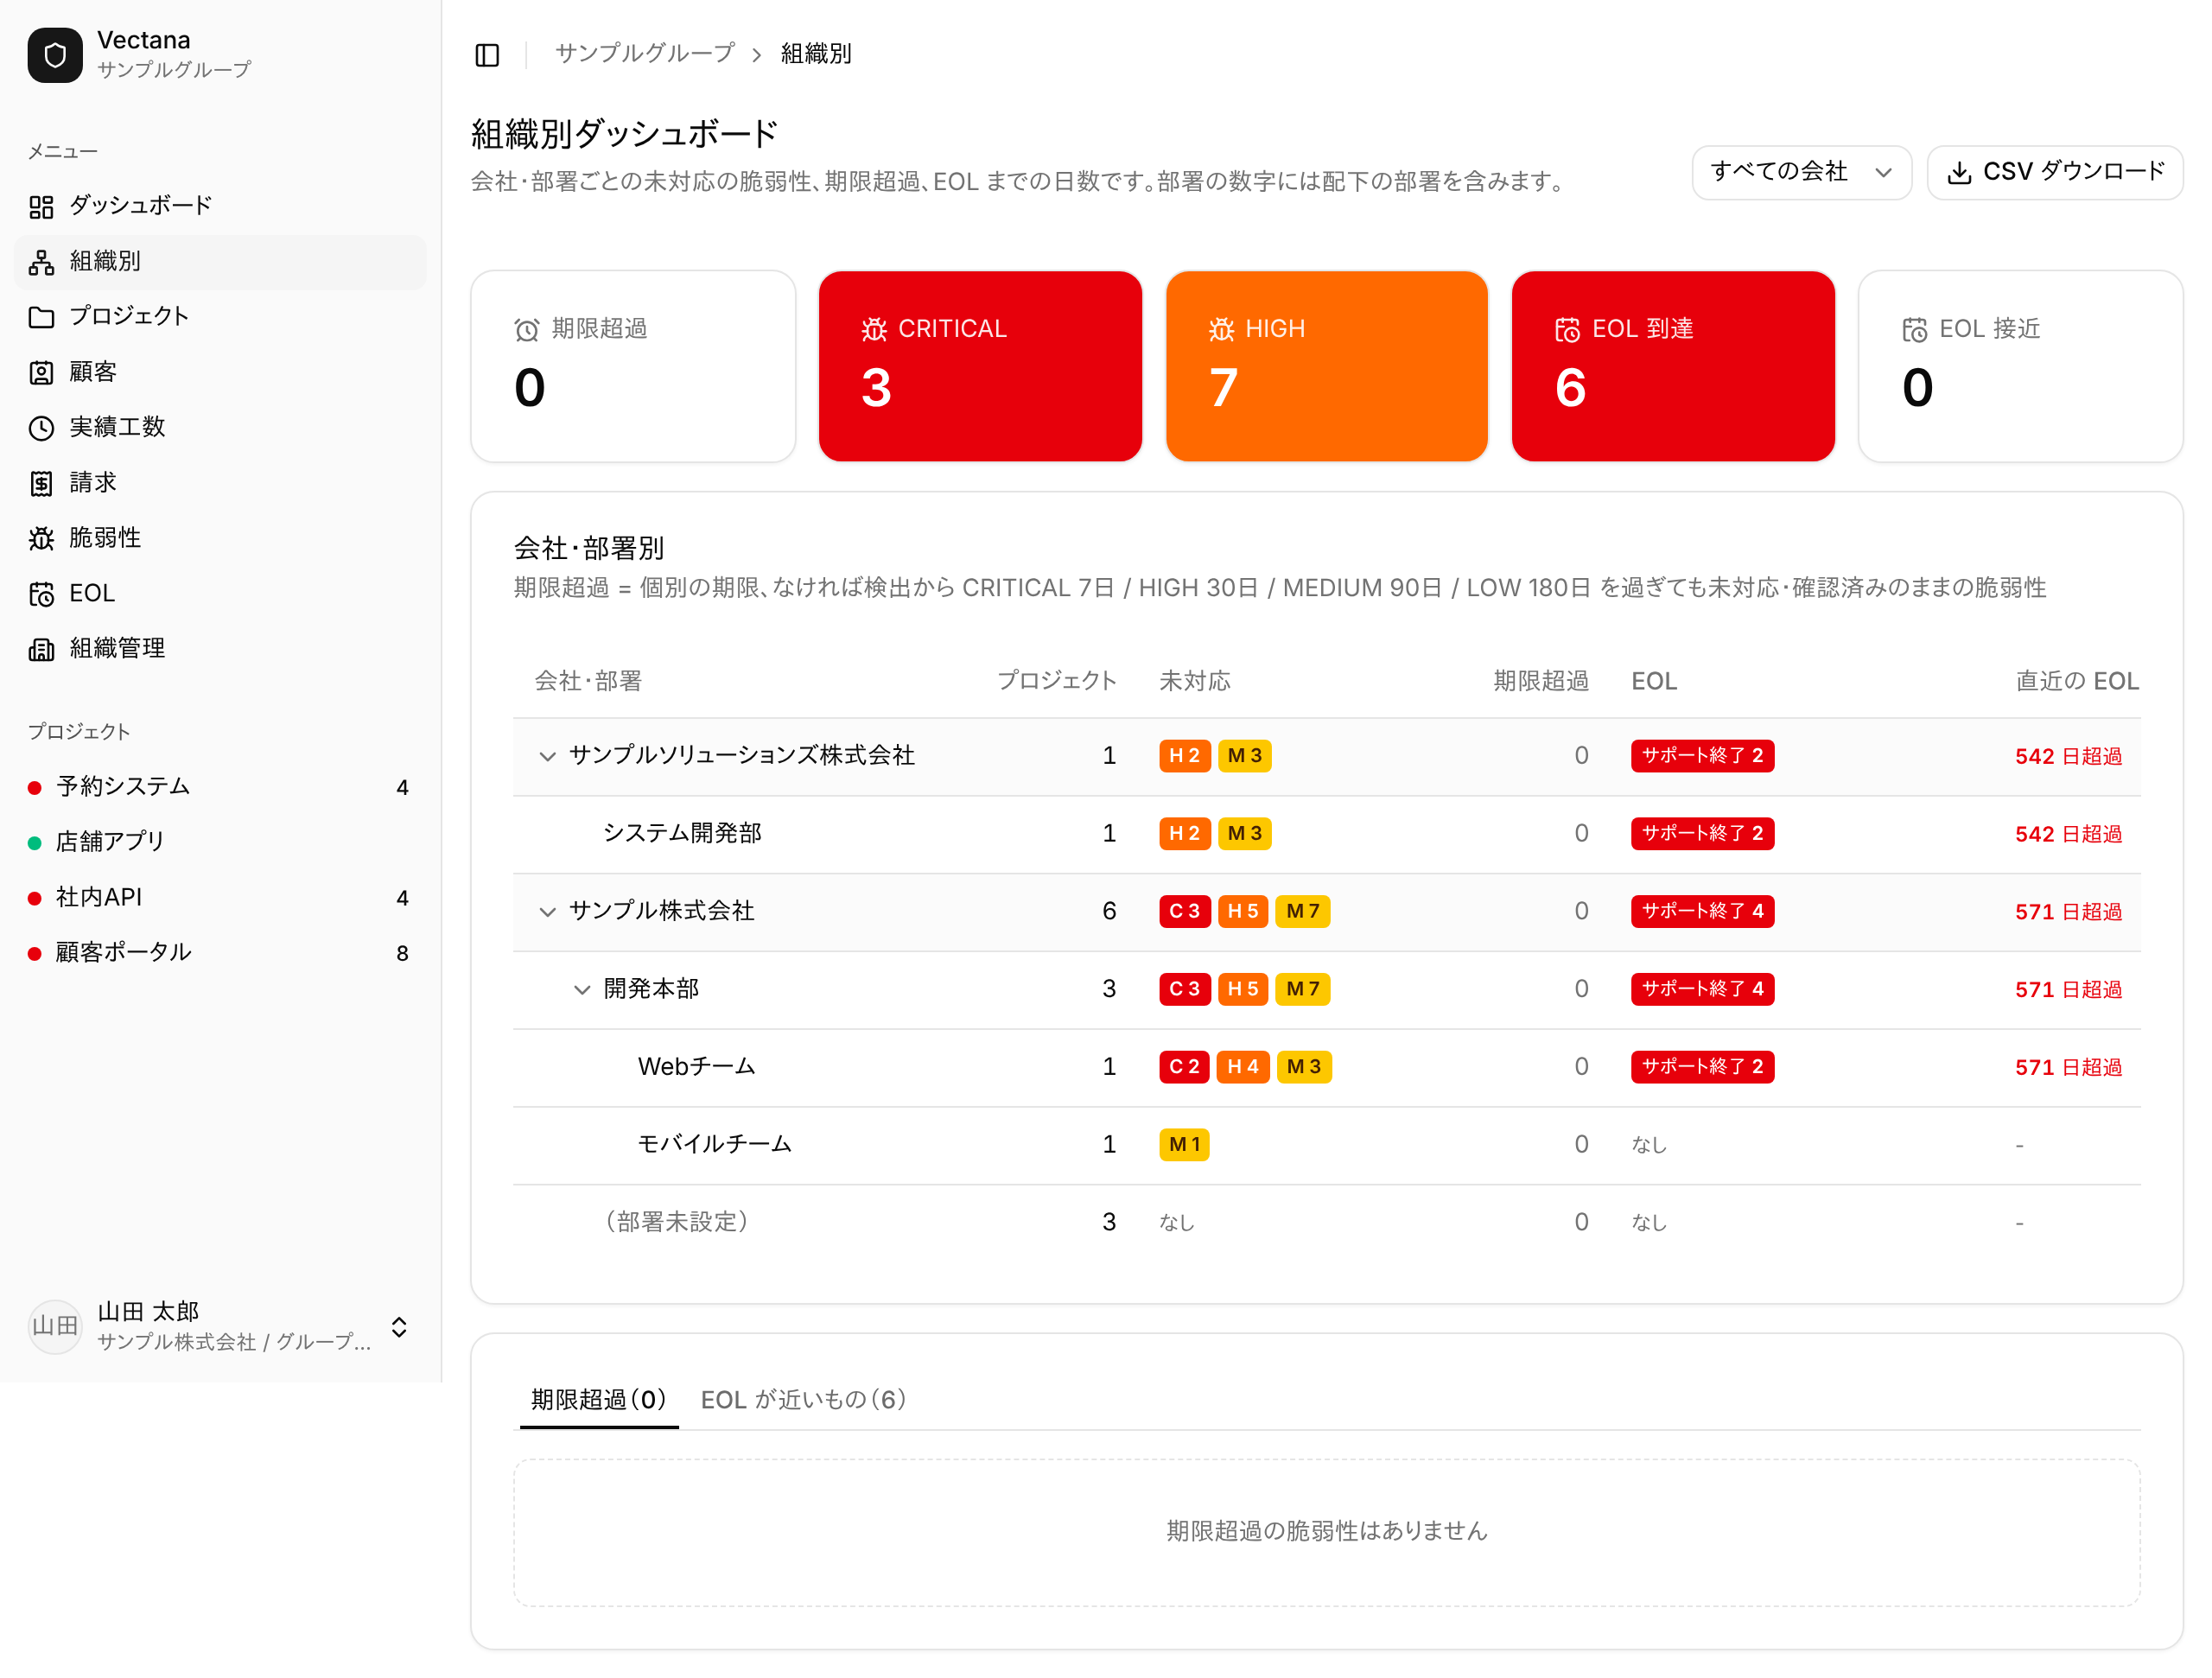 Vectana
サンプルグループ
メニュー
ダッシュボード
組織別
プロジェクト
顧客
実績工数
請求
脆弱性
EOL
組織管理
プロジェクト
予約システム 4
店舗アプリ
社内API 4
顧客ポータル 8
山田
山田 太郎
サンプル株式会社 / グループ...
サンプルグループ > 組織別
組織別ダッシュボード
会社・部署ごとの未対応の脆弱性、期限超過、EOL までの日数です。部署の数字には配下の部署を含みます。
すべての会社
CSV ダウンロード
期限超過
0
CRITICAL
3
HIGH
7
EOL 到達
6
EOL 接近
0
会社・部署別
期限超過 = 個別の期限、なければ検出から CRITICAL 7日 / HIGH 30日 / MEDIUM 90日 / LOW 180日 を過ぎても未対応・確認済みのままの脆弱性
会社・部署 プロジェクト 未対応 期限超過 EOL 直近の EOL
サンプルソリューションズ株式会社 1 H 2 M 3 0 サポート終了 2 542 日超過
システム開発部 1 H 2 M 3 0 サポート終了 2 542 日超過
サンプル株式会社 6 C 3 H 5 M 7 0 サポート終了 4 571 日超過
開発本部 3 C 3 H 5 M 7 0 サポート終了 4 571 日超過
Webチーム 1 C 2 H 4 M 3 0 サポート終了 2 571 日超過
モバイルチーム 1 M 1 0 なし -
（部署未設定） 3 なし 0 なし -
期限超過（0） EOL が近いもの（6）
期限超過の脆弱性はありません